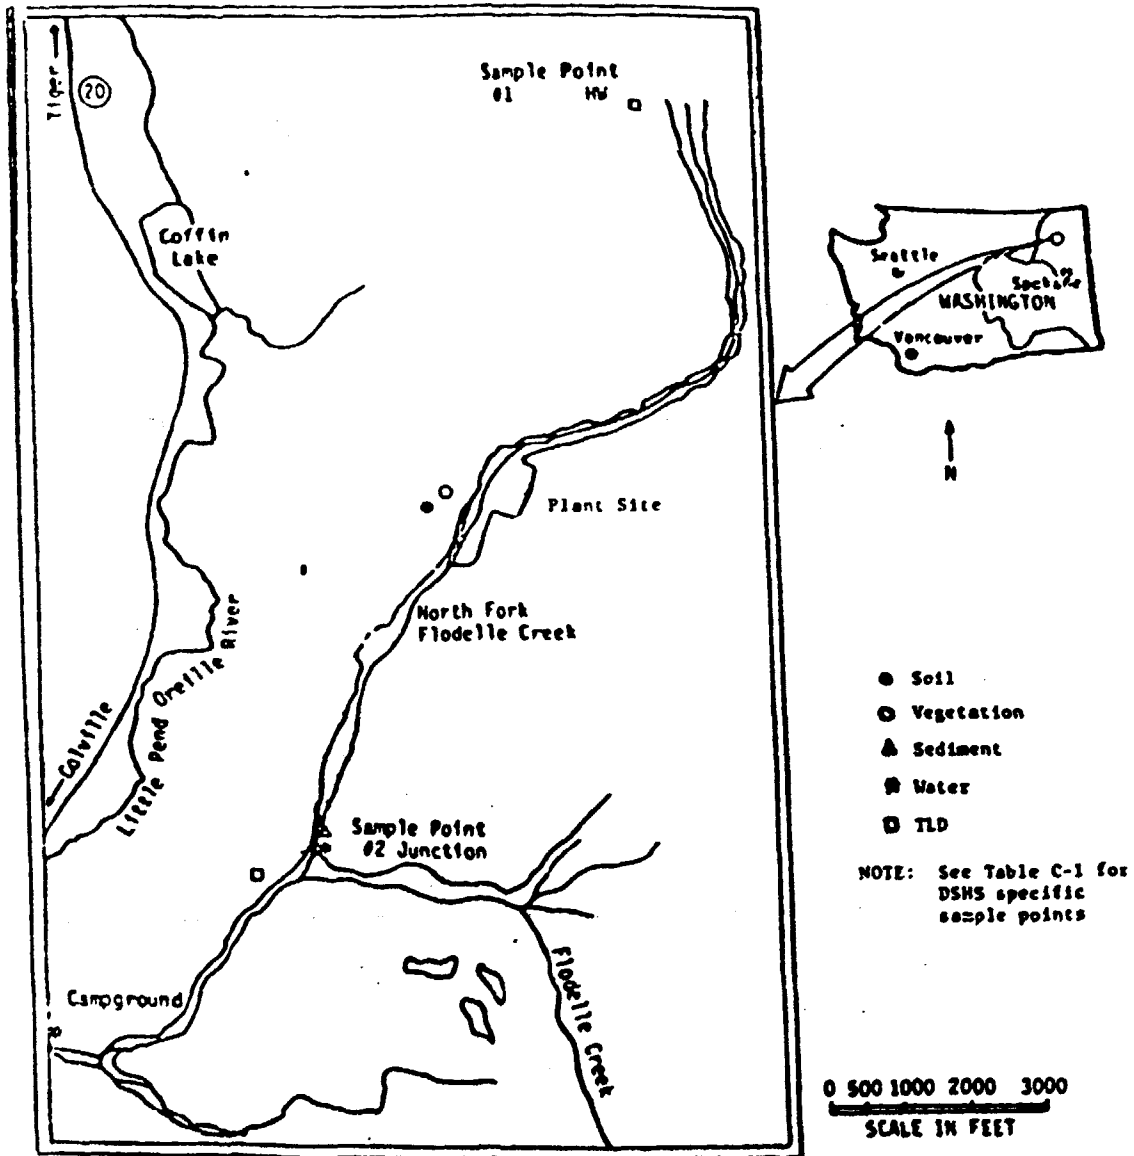 Tiger
20
Sample Point
#1 HW
Coffin
Lake
Seattle
Spokane
WASHINGTON
Vancouver
N
Plant Site
North Fork
Flodelle Creek
Little Pend Oreille River
Colville
Soil
Vegetation
Sediment
Water
TLD
Sample Point
#2 Junction
NOTE: See Table C-1 for
DSHS specific
sample points
Campground
Flodelle Creek
0 500 1000 2000 3000
SCALE IN FEET